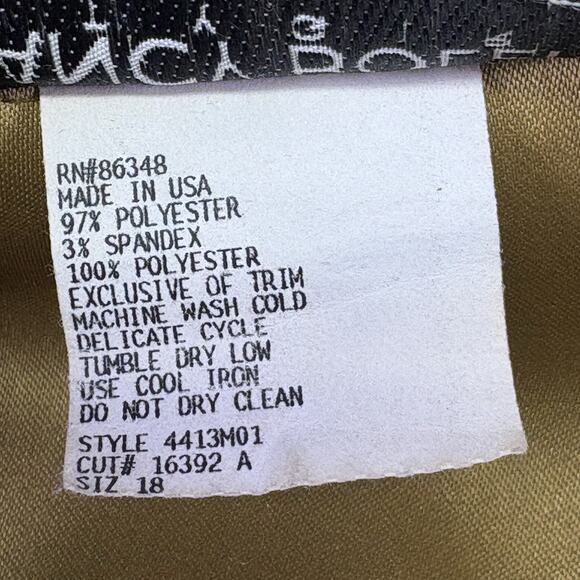 RN#86348
MADE IN USA
97% POLYESTER
3% SPANDEX
100% POLYESTER
EXCLUSIVE OF TRIM
MACHINE WASH COLD
DELICATE CYCLE
TUMBLE DRY LOW
USE COOL IRON
DO NOT DRY CLEAN
STYLE 4413M01
CUT# 16392 A
SIZ 18